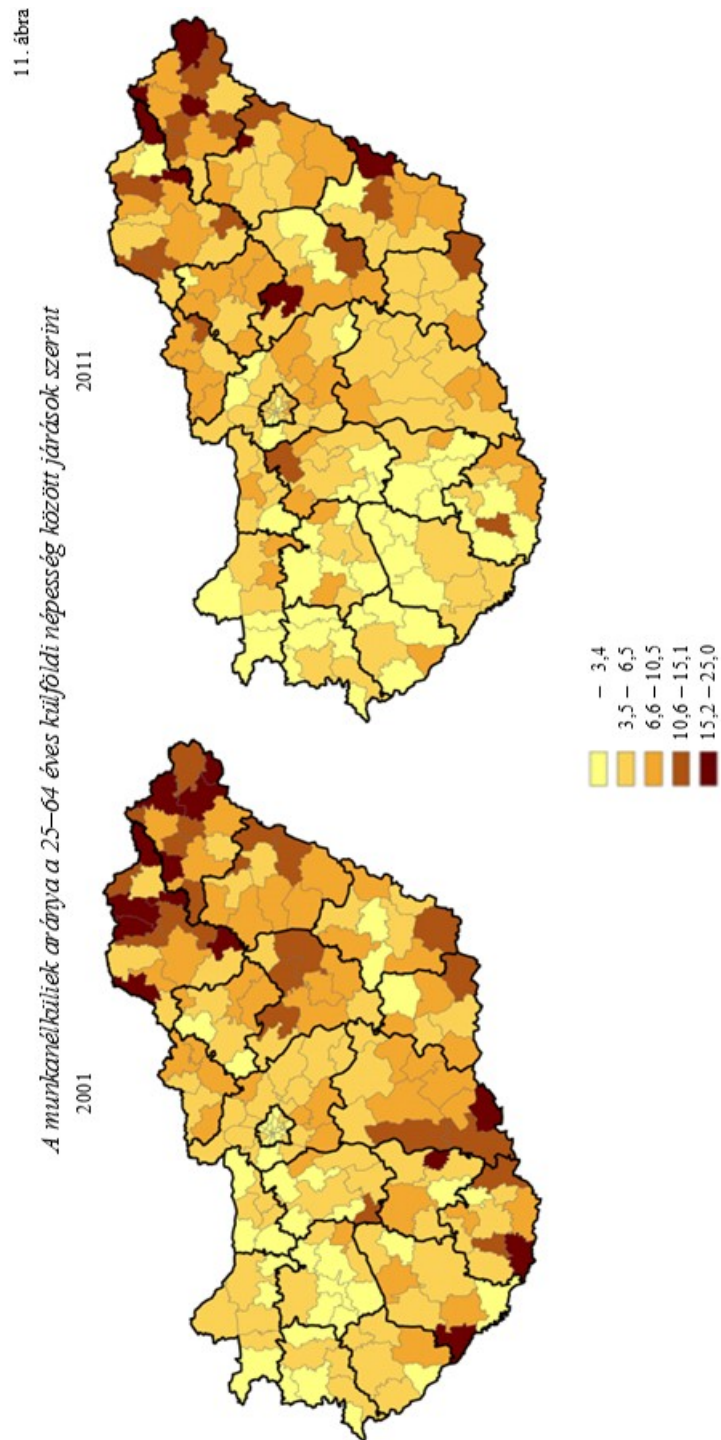 11. ábra
A munkanélküliek aránya a 25–64 éves külföldi népesség között járások szerint
2001
2011
– 3,4
3,5 – 6,5
6,6 – 10,5
10,6 – 15,1
15,2 – 25,0